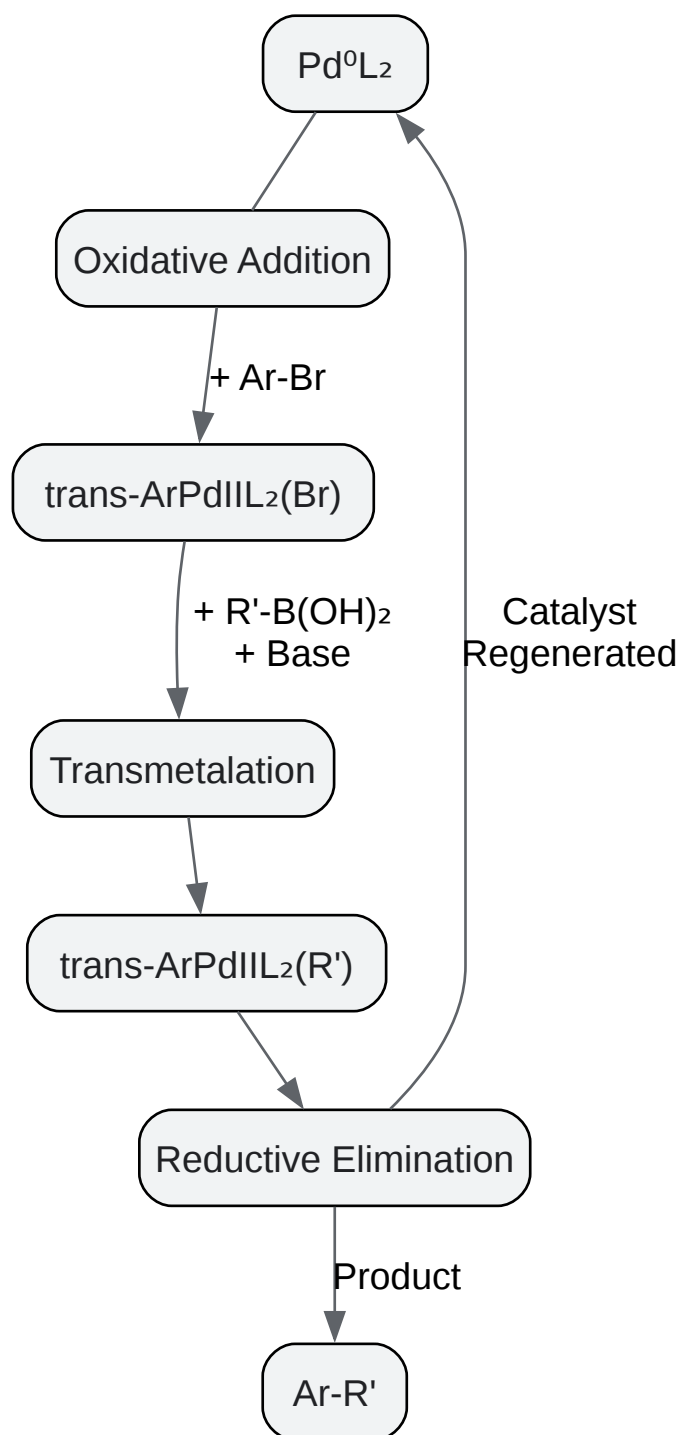 Pd⁰L₂
Oxidative Addition
+ Ar-Br
trans-ArPdIIL₂(Br)
+ R'-B(OH)₂
+ Base
Catalyst
Regenerated
Transmetalation
trans-ArPdIIL₂(R')
Reductive Elimination
Product
Ar-R'